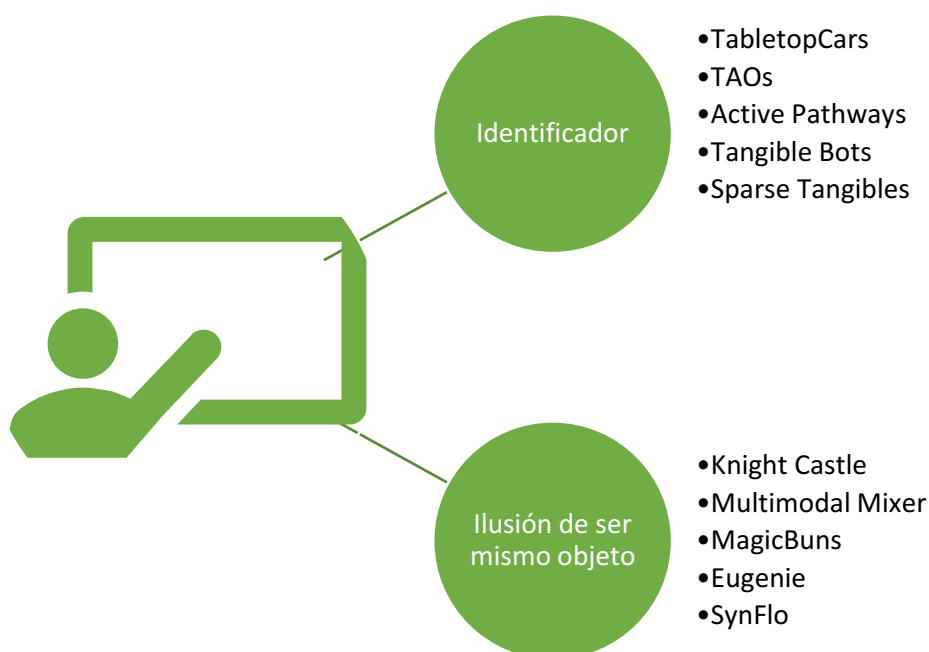 Identificador
•TabletopCars
•TAOs
•Active Pathways
•Tangible Bots
•Sparse Tangibles
Ilusión de ser
mismo objeto
•Knight Castle
•Multimodal Mixer
•MagicBuns
•Eugenie
•SynFlo